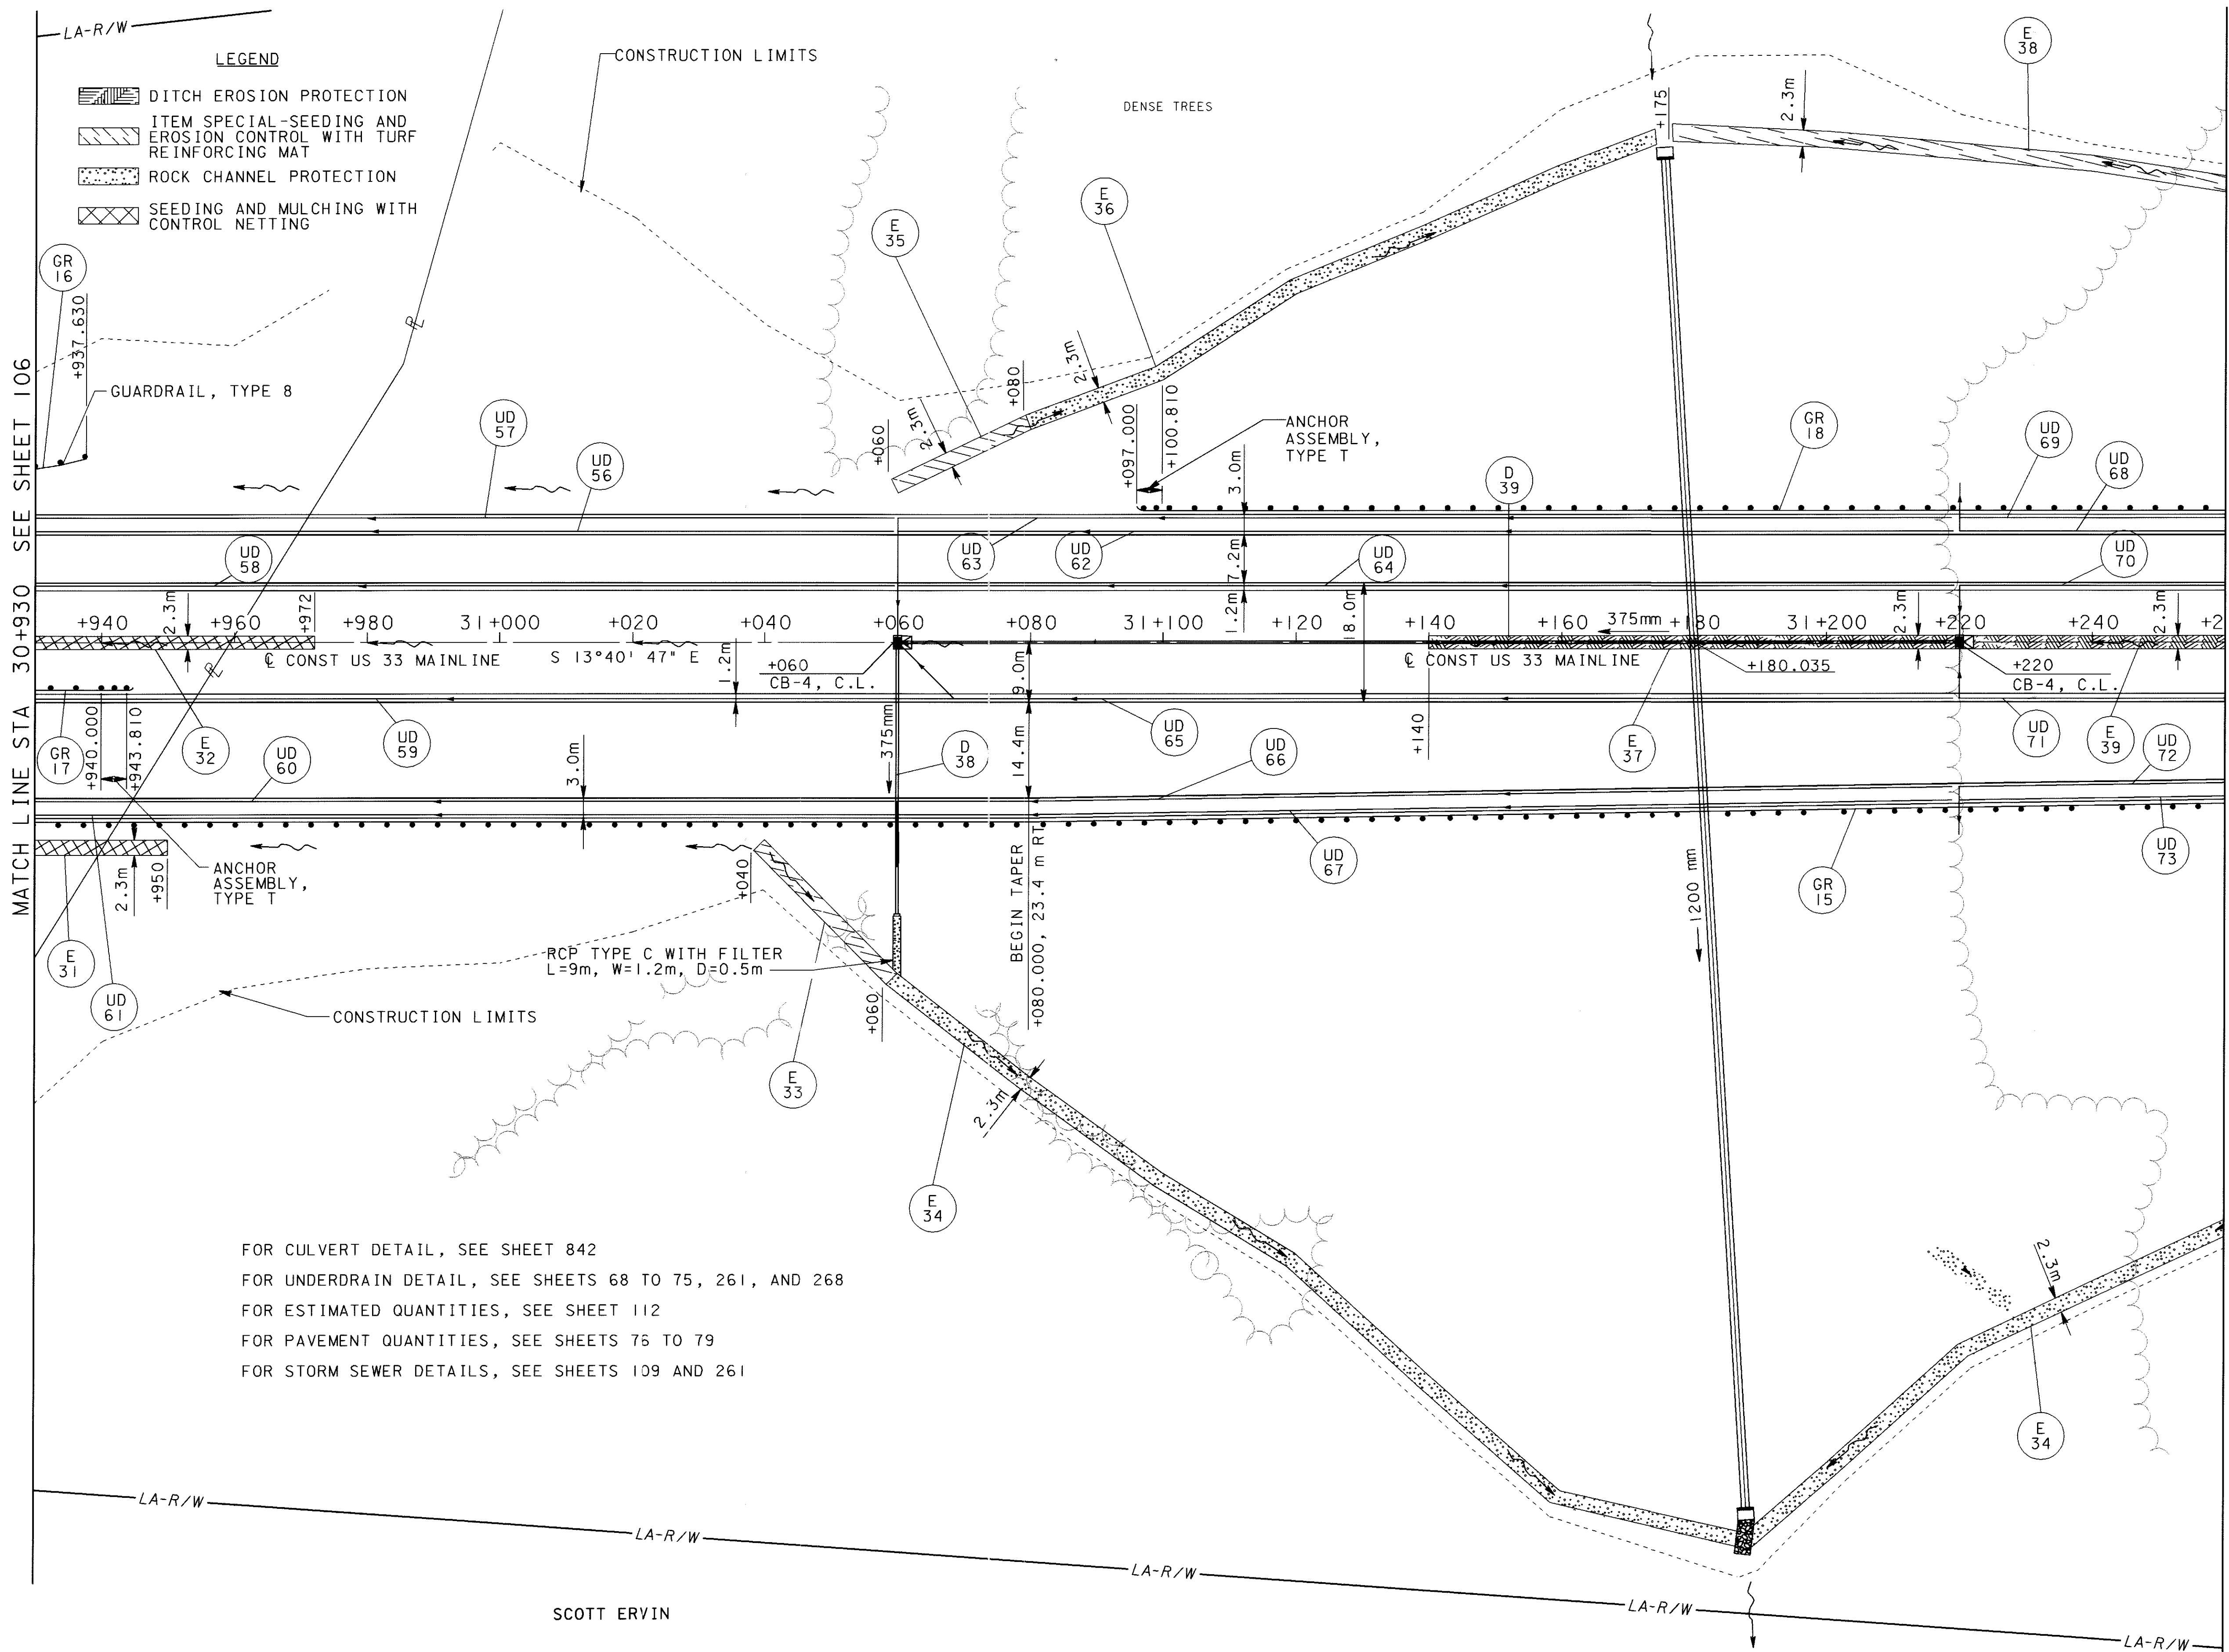 LA-R/W
LEGEND
DITCH EROSION PROTECTION
ITEM SPECIAL-SEEDING AND
EROSION CONTROL WITH TURF
REINFORCING MAT
ROCK CHANNEL PROTECTION
SEEDING AND MULCHING WITH
CONTROL NETTING
CONSTRUCTION LIMITS
DENSE TREES
+175
2.3m
E
38
E
36
E
35
GR
16
+937.630
GUARDRAIL, TYPE 8
MATCH LINE STA 30+930 SEE SHEET 106
UD
57
UD
56
+060
2.3m
+080
2.3m
+097.000
+100.810
ANCHOR
ASSEMBLY,
TYPE T
3.0m
D
39
GR
18
UD
69
UD
68
UD
58
UD
63
UD
62
7.2m
UD
64
UD
70
+940
2.3m
+960
+972
+980
31+000
+020
+040
+060
+080
31+100
1.2m
+120
18.0m
+140
+160
375mm
+180
31+200
2.3m
+220
+240
2.3m
+2
℄ CONST US 33 MAINLINE
S 13°40' 47" E
1.2m
+060
CB-4, C.L.
9.0m
℄ CONST US 33 MAINLINE
+180.035
+220
CB-4, C.L.
GR
17
+940.000
+943.810
E
32
UD
59
UD
60
3.0m
375mm
D
38
14.4m
UD
65
UD
66
+140
E
37
UD
71
E
39
UD
72
2.3m
+950
ANCHOR
ASSEMBLY,
TYPE T
+040
BEGIN TAPER
+080.000, 23.4 m RT
UD
67
1200 mm
GR
15
UD
73
E
31
UD
61
RCP TYPE C WITH FILTER
L=9m, W=1.2m, D=0.5m
+060
CONSTRUCTION LIMITS
E
33
2.3m
E
34
FOR CULVERT DETAIL, SEE SHEET 842
FOR UNDERDRAIN DETAIL, SEE SHEETS 68 TO 75, 261, AND 268
FOR ESTIMATED QUANTITIES, SEE SHEET 112
FOR PAVEMENT QUANTITIES, SEE SHEETS 76 TO 79
FOR STORM SEWER DETAILS, SEE SHEETS 109 AND 261
2.3m
E
34
LA-R/W
LA-R/W
LA-R/W
LA-R/W
LA-R/W
SCOTT ERVIN